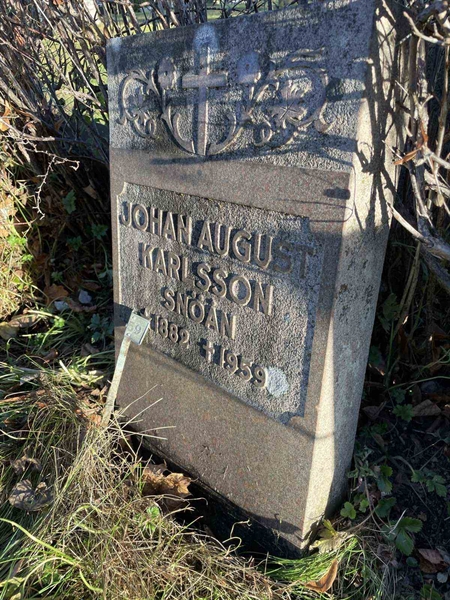 JOHAN AUGUST
KARLSSON
SNÖAN
* 1882 † 1959